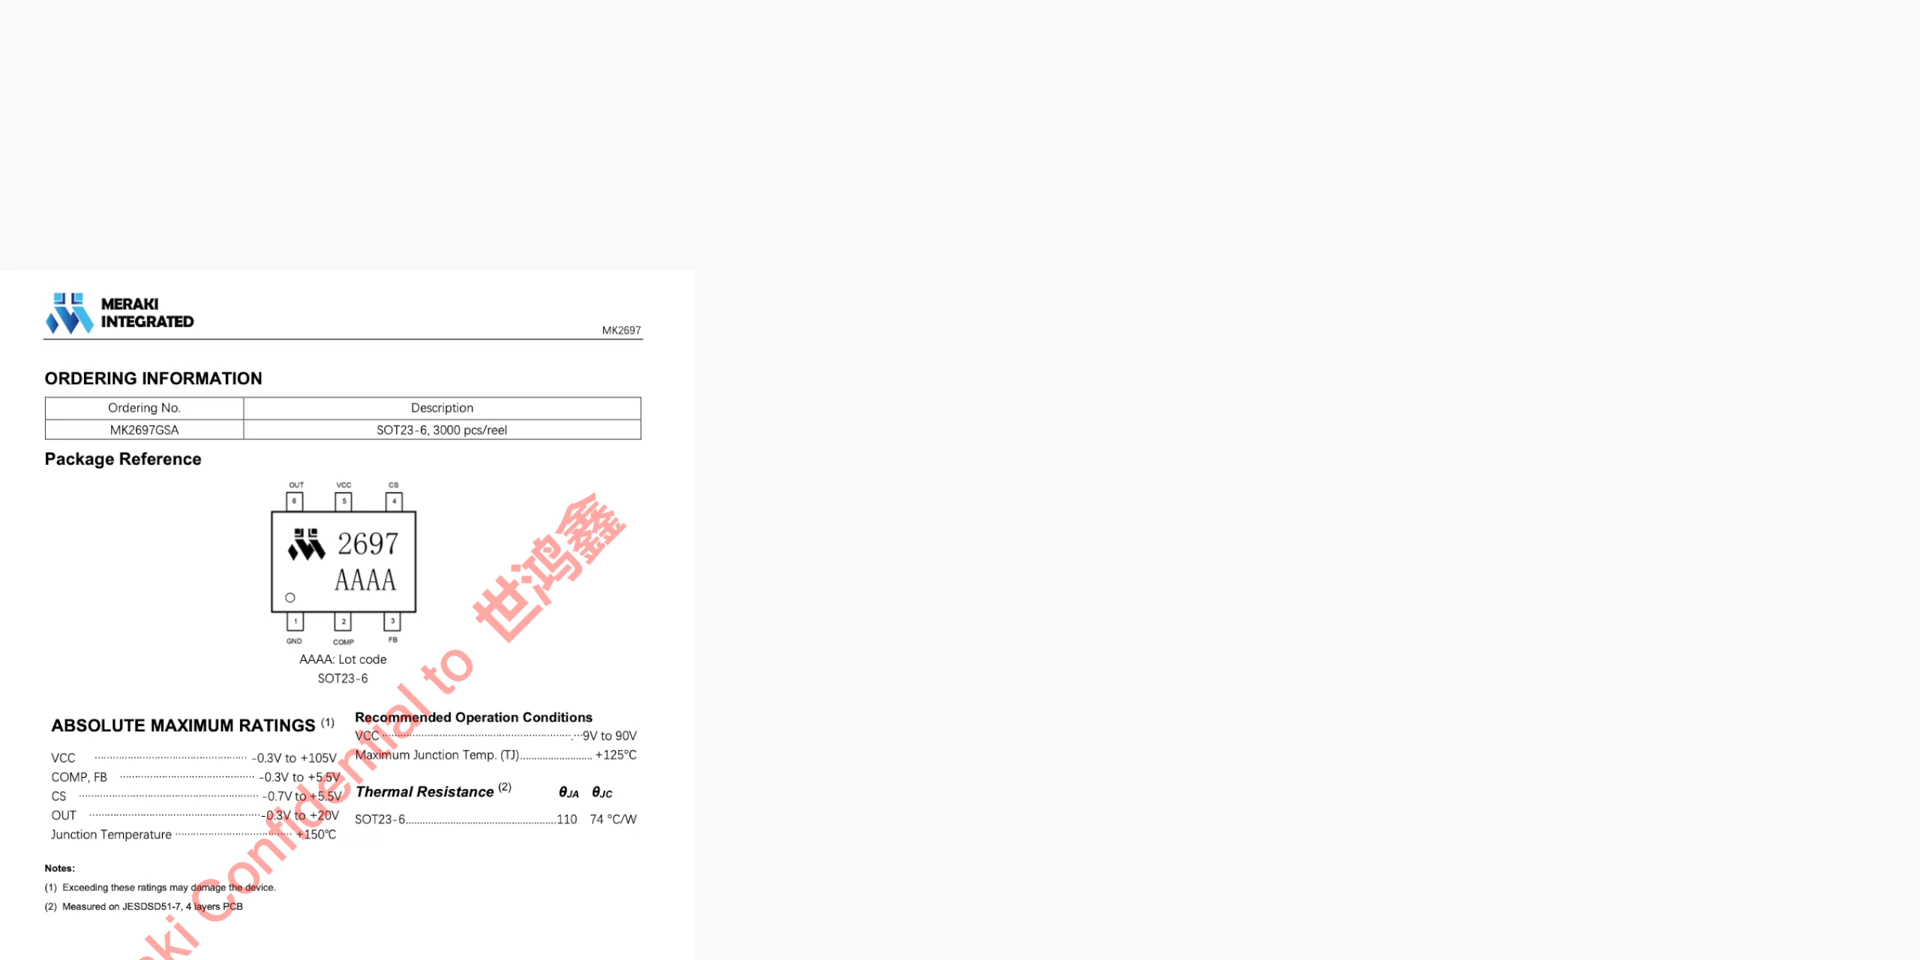 MERAKI
INTEGRATED
MK2697
ORDERING INFORMATION
Ordering No. Description
MK2697GSA SOT23-6, 3000 pcs/reel
Package Reference
OUT VCC CS
6 5 4
2697
AAAA
1 2 3
GND COMP FB
AAAA: Lot code
SOT23-6
ABSOLUTE MAXIMUM RATINGS (1)
VCC -0.3V to +105V
COMP, FB -0.3V to +5.5V
CS -0.7V to +5.5V
OUT -0.3V to +20V
Junction Temperature +150℃
Recommended Operation Conditions
VCC 9V to 90V
Maximum Junction Temp. (TJ) +125°C
Thermal Resistance (2) θJA θJC
SOT23-6 110 74 °C/W
Notes:
(1) Exceeding these ratings may damage the device.
(2) Measured on JESDSD51-7, 4 layers PCB
Confidential to 世鸿鑫